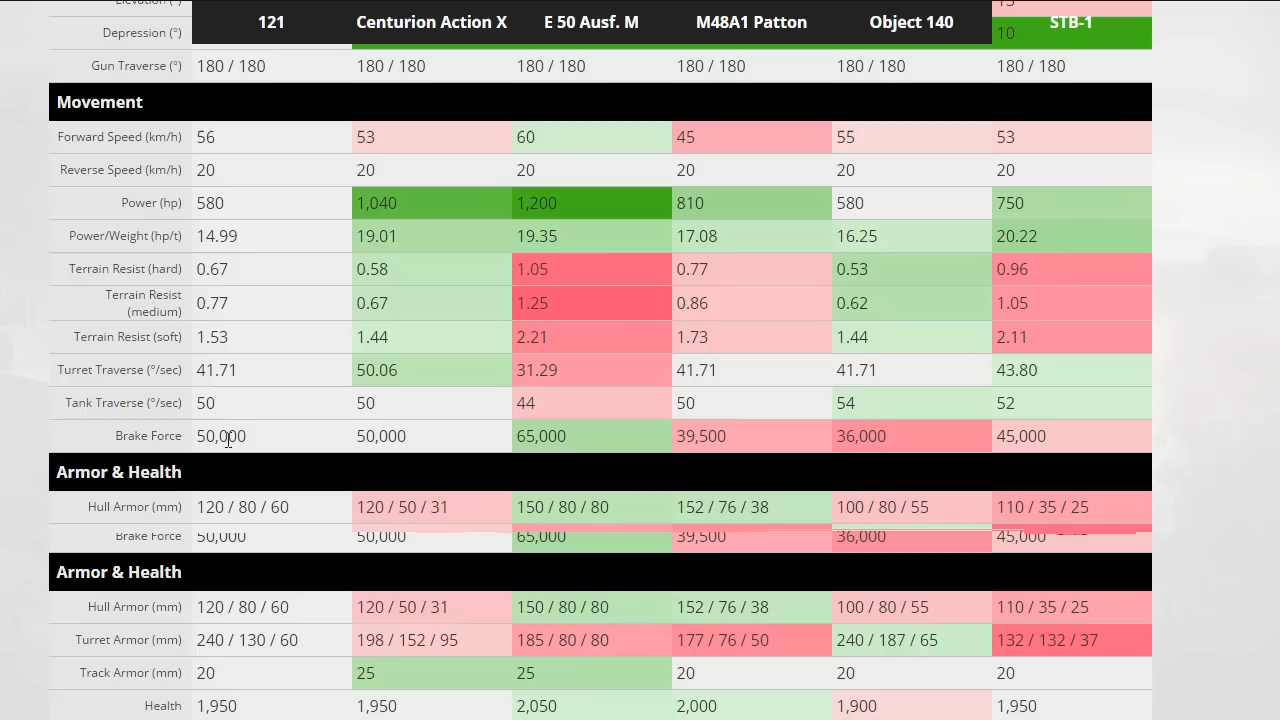 Elevation (°) 13
121 Centurion Action X E 50 Ausf. M M48A1 Patton Object 140 STB-1
Depression (°) 10
Gun Traverse (°) 180 / 180 180 / 180 180 / 180 180 / 180 180 / 180 180 / 180
Movement
Forward Speed (km/h) 56 53 60 45 55 53
Reverse Speed (km/h) 20 20 20 20 20 20
Power (hp) 580 1,040 1,200 810 580 750
Power/Weight (hp/t) 14.99 19.01 19.35 17.08 16.25 20.22
Terrain Resist (hard) 0.67 0.58 1.05 0.77 0.53 0.96
Terrain Resist
(medium) 0.77 0.67 1.25 0.86 0.62 1.05
Terrain Resist (soft) 1.53 1.44 2.21 1.73 1.44 2.11
Turret Traverse (°/sec) 41.71 50.06 31.29 41.71 41.71 43.80
Tank Traverse (°/sec) 50 50 44 50 54 52
Brake Force 50,000 50,000 65,000 39,500 36,000 45,000
Armor & Health
Hull Armor (mm) 120 / 80 / 60 120 / 50 / 31 150 / 80 / 80 152 / 76 / 38 100 / 80 / 55 110 / 35 / 25
Brake Force 50,000 50,000 65,000 39,500 36,000 45,000
Armor & Health
Hull Armor (mm) 120 / 80 / 60 120 / 50 / 31 150 / 80 / 80 152 / 76 / 38 100 / 80 / 55 110 / 35 / 25
Turret Armor (mm) 240 / 130 / 60 198 / 152 / 95 185 / 80 / 80 177 / 76 / 50 240 / 187 / 65 132 / 132 / 37
Track Armor (mm) 20 25 25 20 20 20
Health 1,950 1,950 2,050 2,000 1,900 1,950